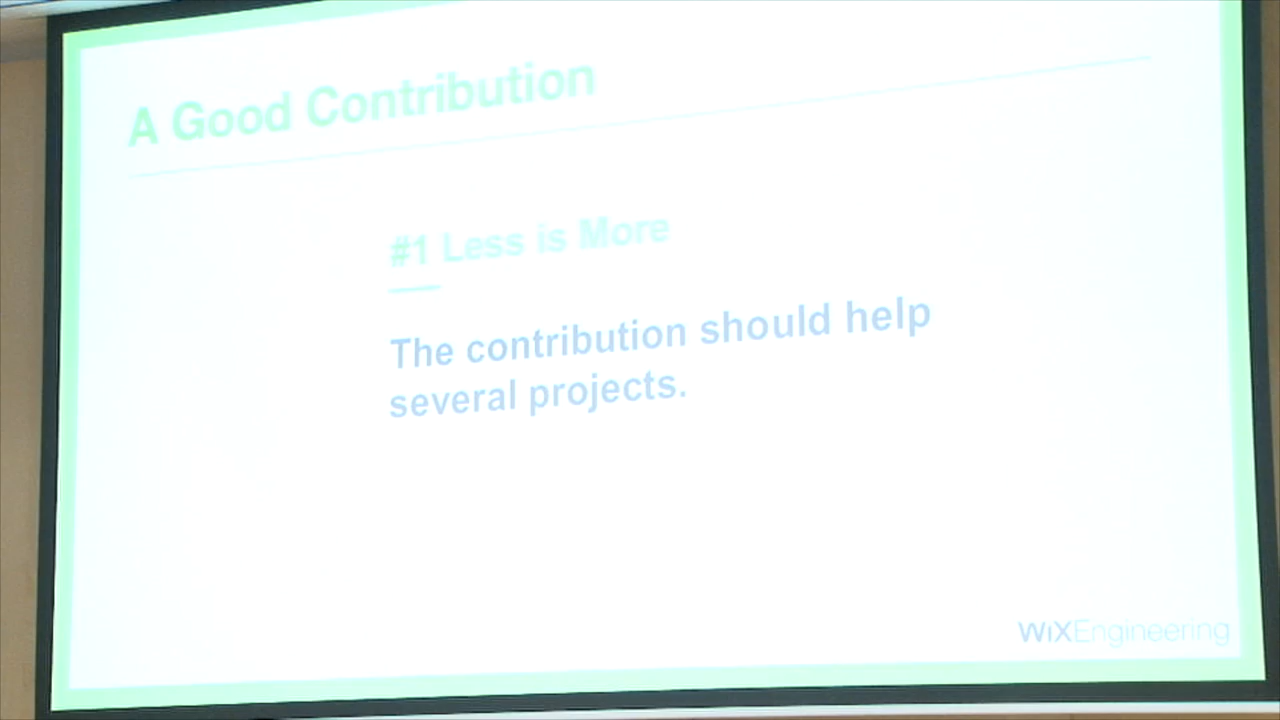 A Good Contribution
#1 Less is More
The contribution should help
several projects.
WiXEngineering